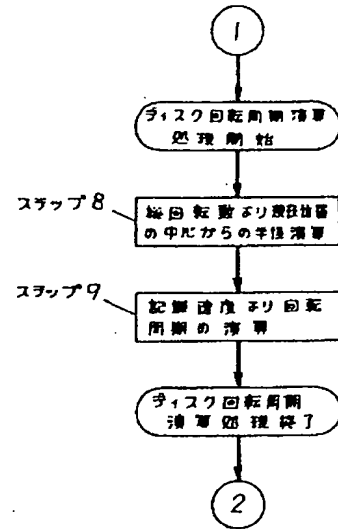 1
ディスク回転周期演算
処理開始
ステップ8
総回転数より現在位置
の中心からの半径演算
ステップ9
記録速度より回転
周期の演算
ディスク回転周期
演算処理終了
2